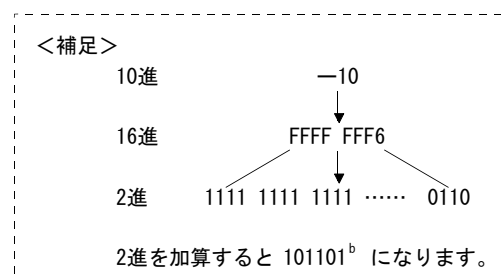 ＜補足＞
10進 －10
16進 FFFF FFF6
2進 1111 1111 1111 …… 0110
2進を加算すると 101101ᵇ になります。